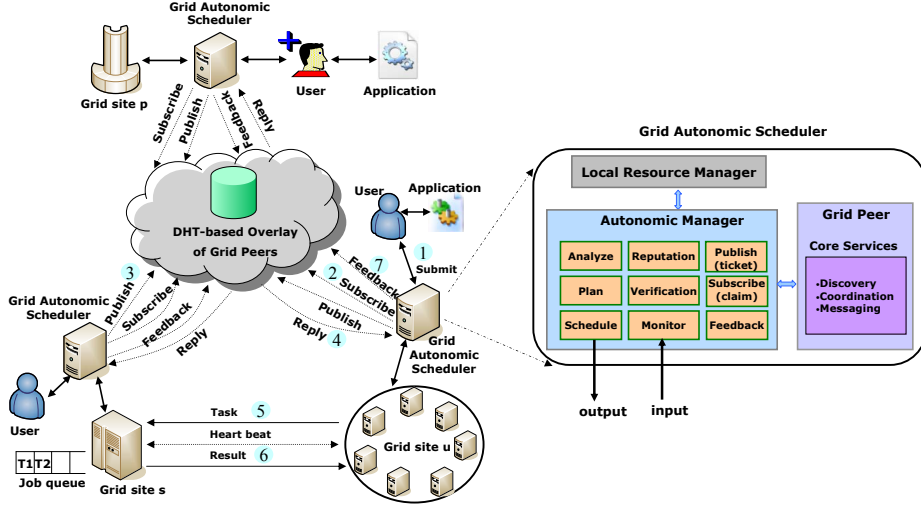 Grid Autonomic
Scheduler
Grid site p
User
Application
Subscribe
Publish
Feedback
Reply
DHT-based Overlay
of Grid Peers
User
Application
1
Submit
7
Feedback
2
Subscribe
Publish
Reply
4
Grid
Autonomic
Scheduler
3
Publish
Subscribe
Feedback
Reply
Grid Autonomic
Scheduler
User
Task
5
Heart beat
Result
6
Grid site u
T1
T2
Job queue
Grid site s
Grid Autonomic Scheduler
Local Resource Manager
Autonomic Manager
Analyze
Reputation
Publish
(ticket)
Plan
Verification
Subscribe
(claim)
Schedule
Monitor
Feedback
Grid Peer
Core Services
•Discovery
•Coordination
•Messaging
output
input